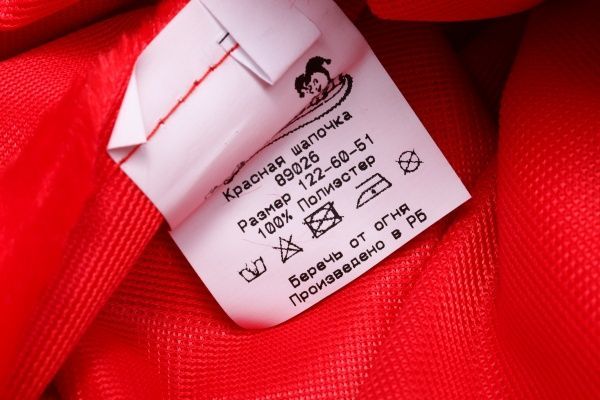 Красная шапочка
89026
Размер 122-60-51
100% Полиэстер
Беречь от огня
Произведено в РБ